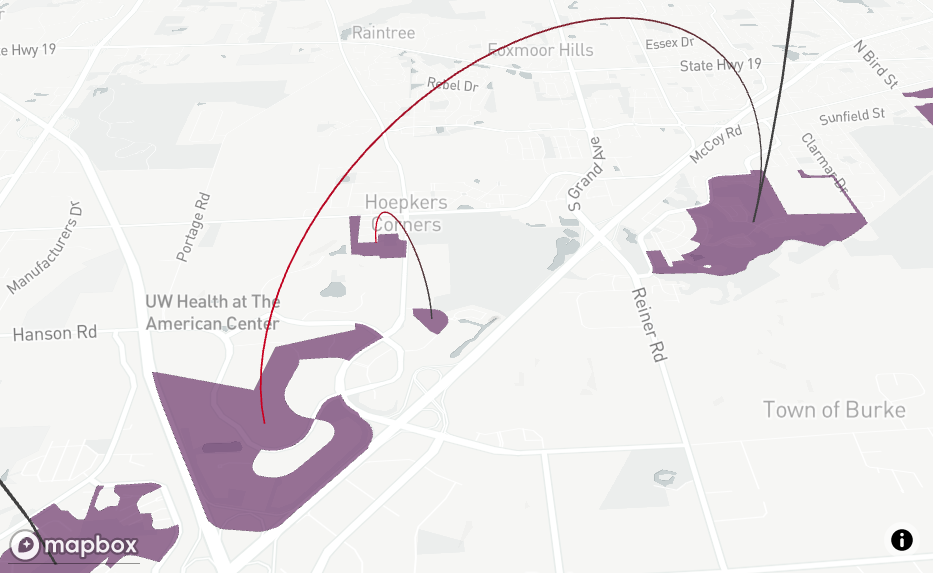 Raintree
State Hwy 19
Foxmoor Hills
Essex Dr
State Hwy 19
N Bird St
Rebel Dr
Sunfield St
McCoy Rd
Clarmar Dr
S Grand Ave
Hoepkers
Corners
Portage Rd
Manufacturers Dr
UW Health at The
American Center
Hanson Rd
Reiner Rd
Town of Burke
mapbox
i